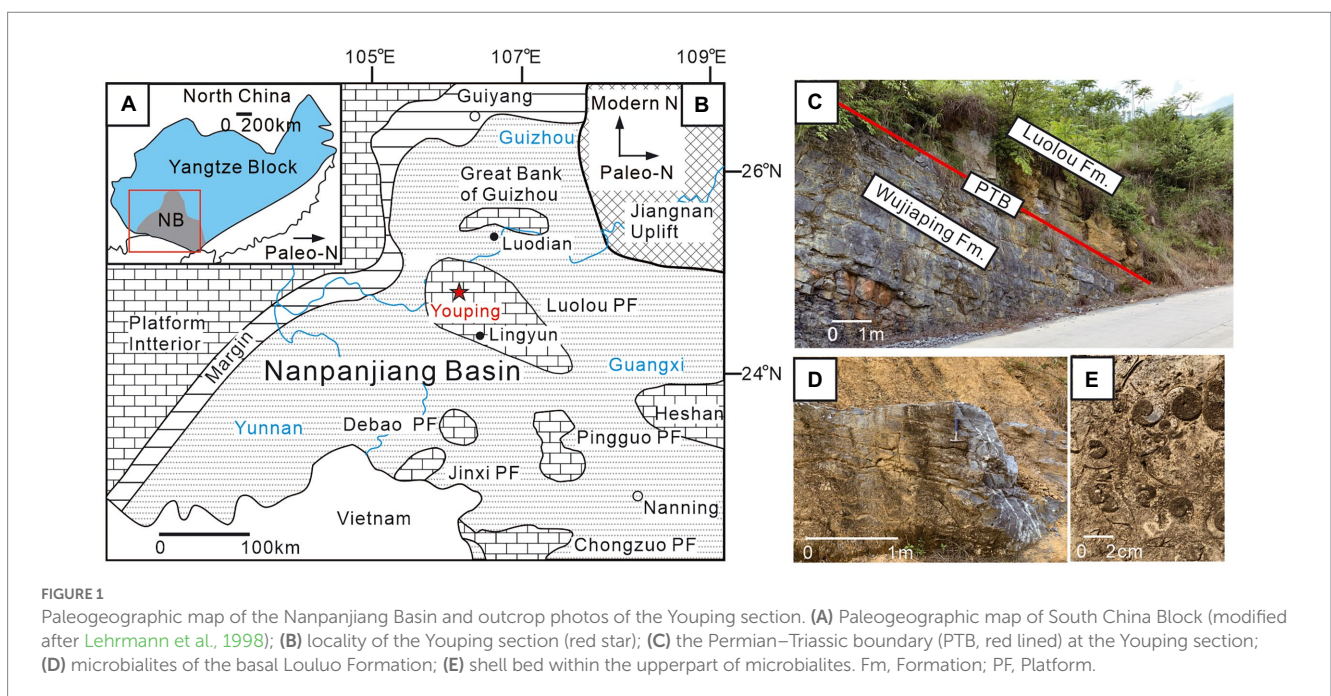 105°E
107°E
109°E
A
North China
0 200km
Yangtze Block
NB
Paleo-N
Guiyang
Modern N
B
Guizhou
Paleo-N
26°N
Great Bank
of Guizhou
Jiangnan
Uplift
Luodian
Platform
Intterior
Margin
Youping
Luolou PF
Lingyun
Nanpanjiang Basin
Guangxi
24°N
Yunnan
Debao PF
Heshan
Pingguo PF
Jinxi PF
Vietnam
Nanning
0 100km
Chongzuo PF
C
Luolou Fm.
PTB
Wujiaping Fm.
0 1m
D
0 1m
E
0 2cm
FIGURE 1
Paleogeographic map of the Nanpanjiang Basin and outcrop photos of the Youping section. (A) Paleogeographic map of South China Block (modified
after Lehrmann et al., 1998); (B) locality of the Youping section (red star); (C) the Permian–Triassic boundary (PTB, red lined) at the Youping section;
(D) microbialites of the basal Louluo Formation; (E) shell bed within the upperpart of microbialites. Fm, Formation; PF, Platform.